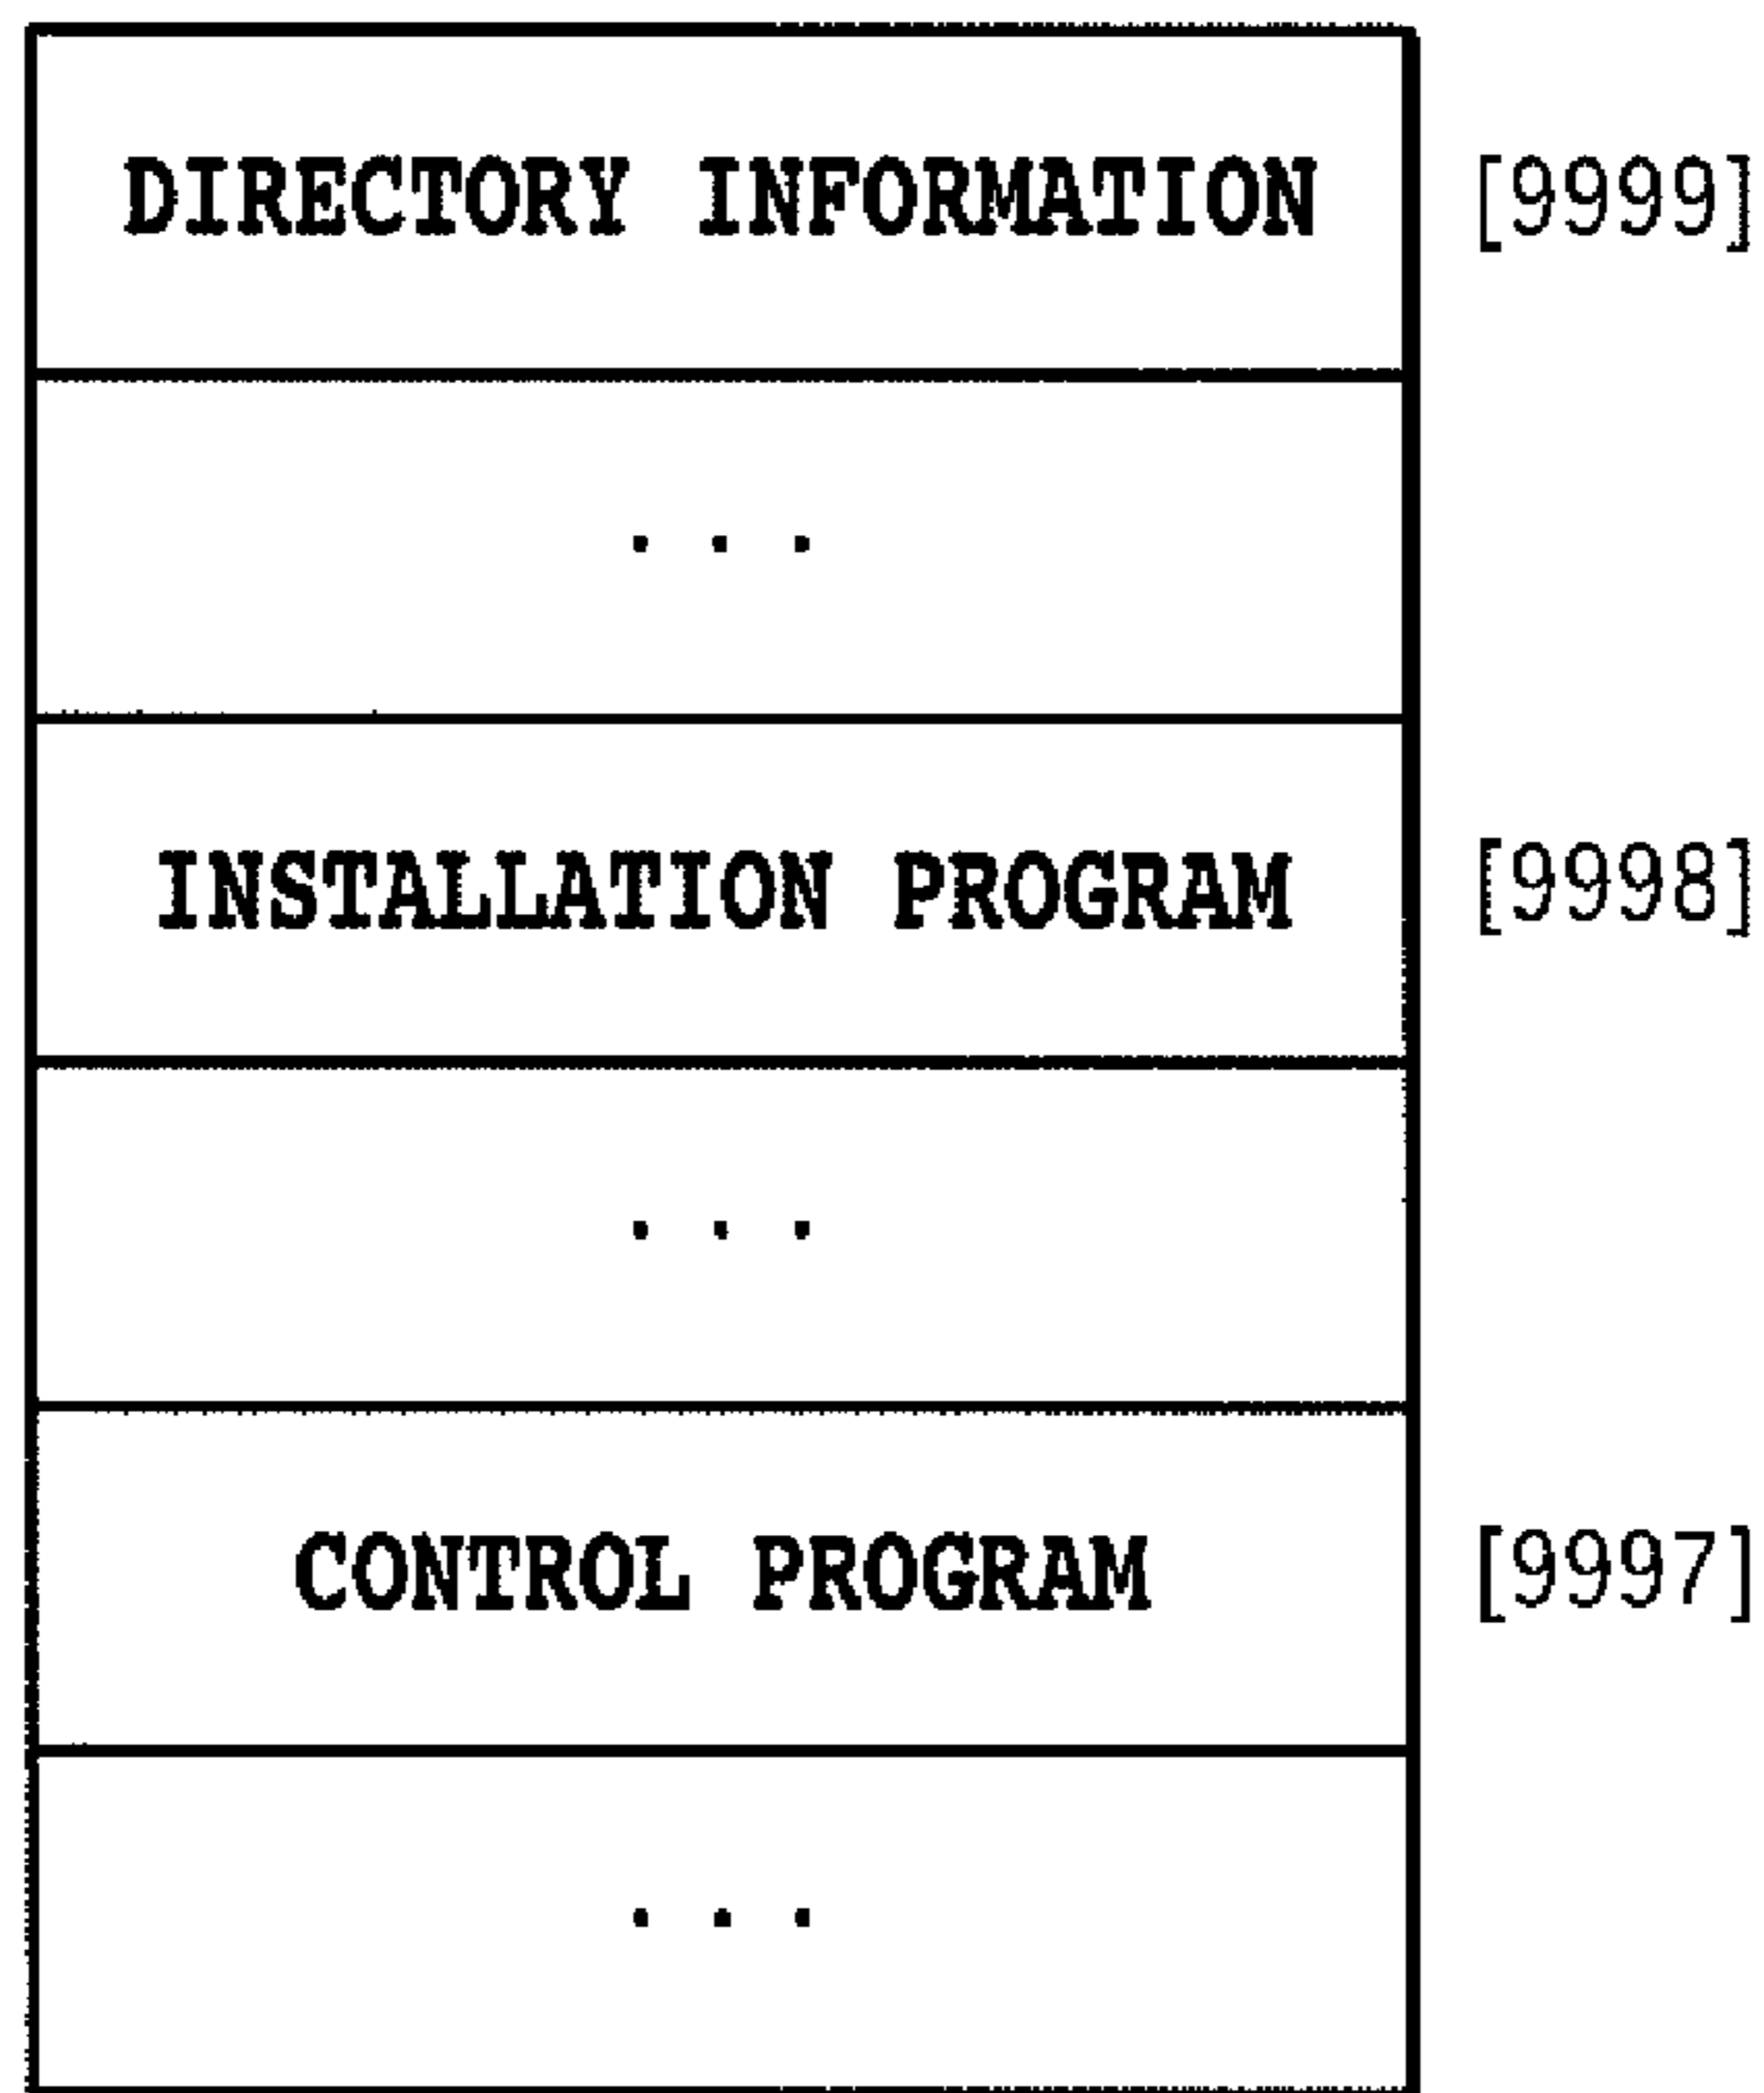 DIRECTORY INFORMATION [9999]
. . .
INSTALLATION PROGRAM [9998]
. . .
CONTROL PROGRAM [9997]
. . .